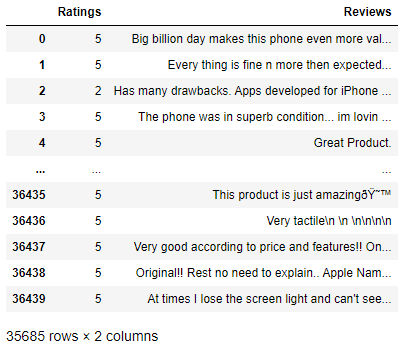 Ratings Reviews
0 5 Big billion day makes this phone even more val...
1 5 Every thing is fine n more then expected...
2 2 Has many drawbacks. Apps developed for iPhone ...
3 5 The phone was in superb condition... im lovin ...
4 5 Great Product.
... ... ...
36435 5 This product is just amazingðŸ˜™
36436 5 Very tactile\n \n \n\n\n\n
36437 5 Very good according to price and features!! On...
36438 5 Original!! Rest no need to explain.. Apple Nam...
36439 5 At times I lose the screen light and can't see...
35685 rows × 2 columns